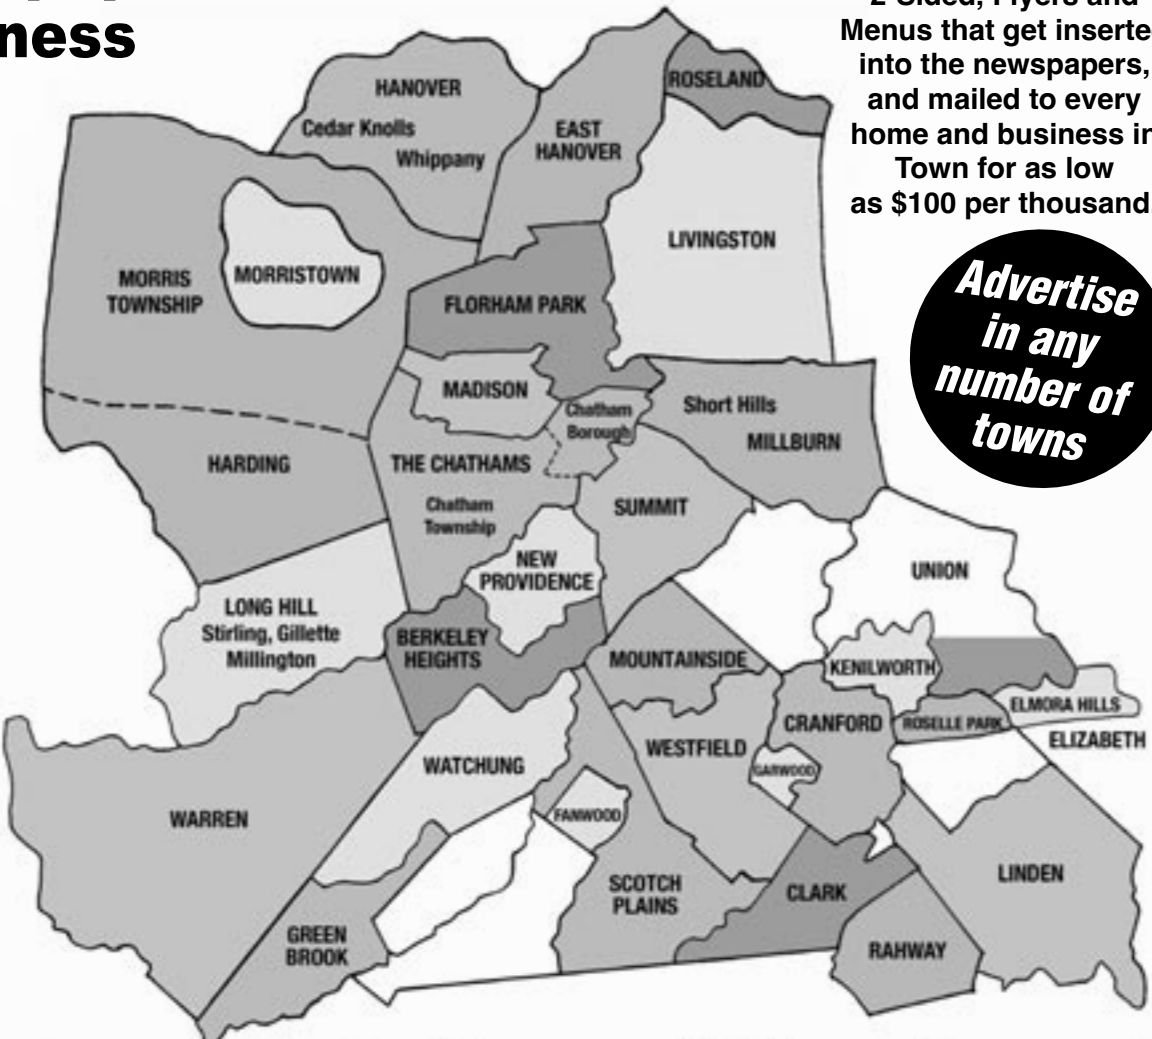 ness
2-Sided, Flyers and
Menus that get inserte
into the newspapers,
and mailed to every
home and business in
Town for as low
as $100 per thousand.
Advertise
in any
number of
towns
ROSELAND
HANOVER
Cedar Knolls
Whippany
EAST
HANOVER
LIVINGSTON
MORRIS
TOWNSHIP
MORRISTOWN
FLORHAM PARK
MADISON
Chatham
Borough
Short Hills
MILLBURN
HARDING
THE CHATHAMS
Chatham
Township
SUMMIT
NEW
PROVIDENCE
UNION
LONG HILL
Stirling, Gillette
Millington
BERKELEY
HEIGHTS
MOUNTAINSIDE
KENILWORTH
ELMORA HILLS
ELIZABETH
CRANFORD
ROSELLE PARK
WESTFIELD
GARWOOD
WATCHUNG
WARREN
FANWOOD
LINDEN
SCOTCH
PLAINS
CLARK
GREEN
BROOK
RAHWAY